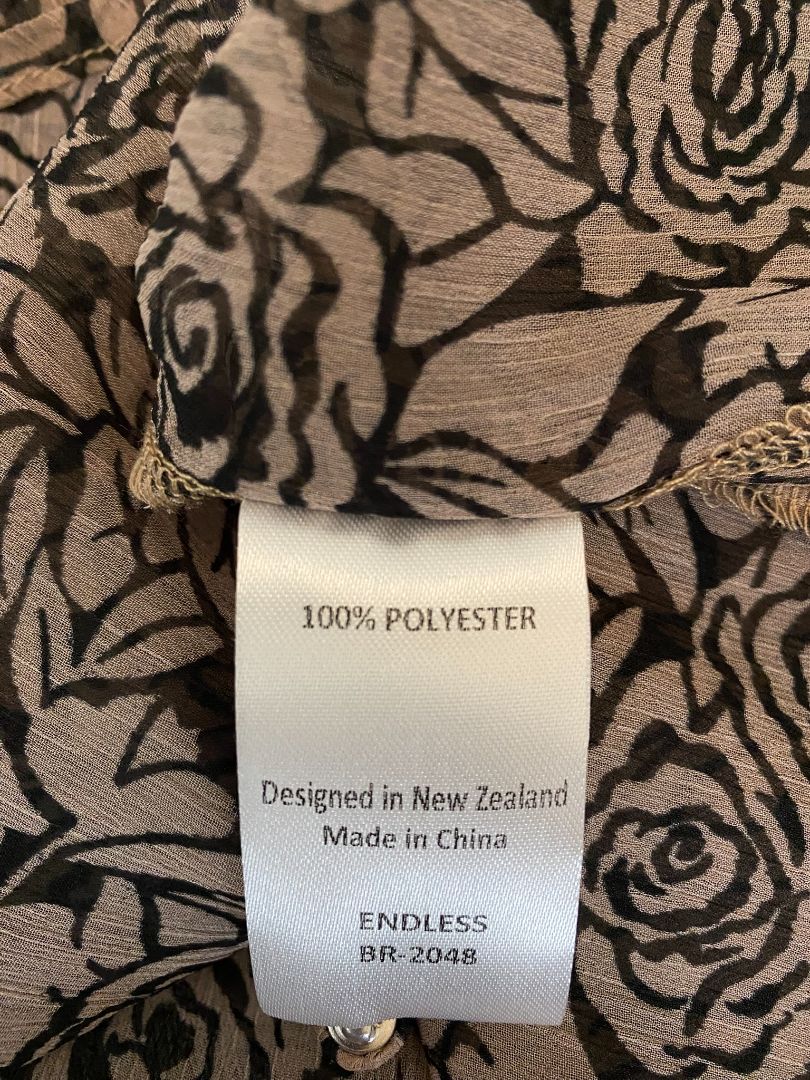 100% POLYESTER
Designed in New Zealand
Made in China
ENDLESS
BR-2048